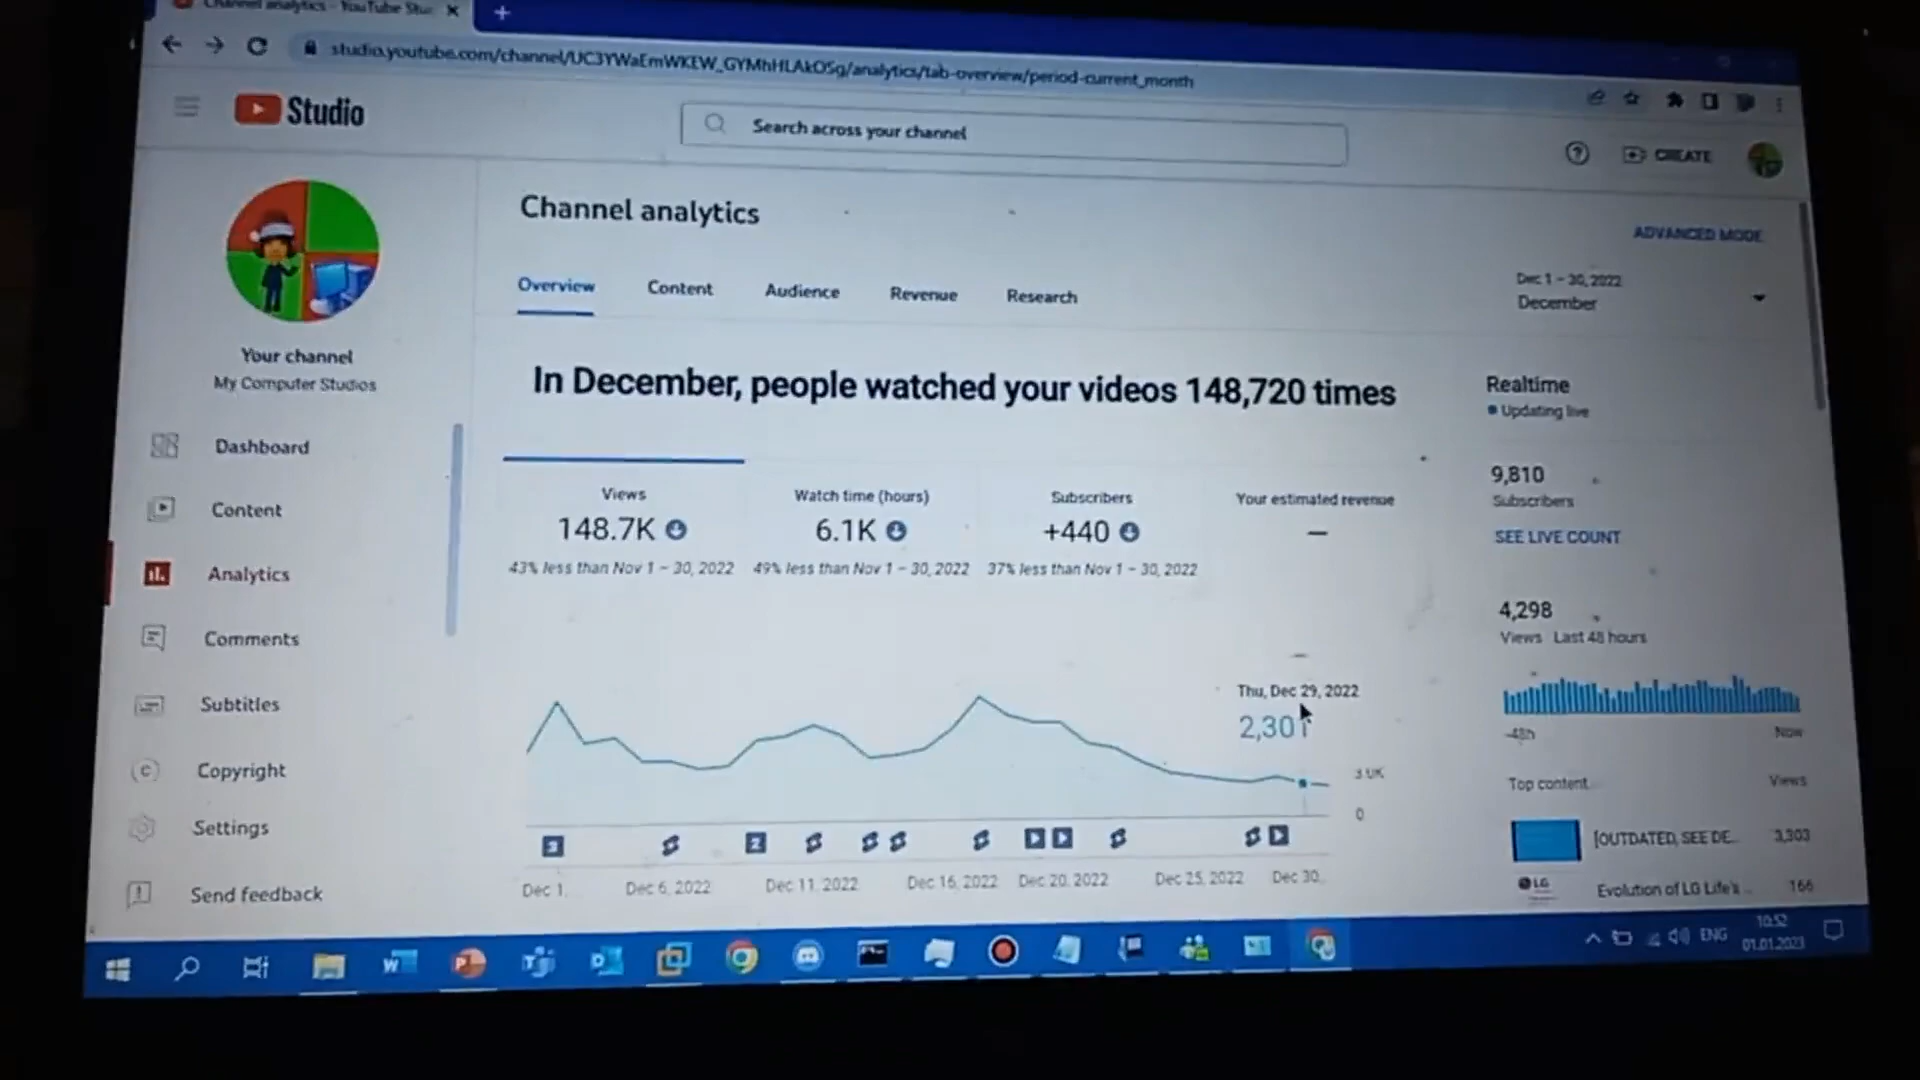 Channel analytics - YouTube Stu
studio.youtube.com/channel/UC3YWaEmWKEW_GYMhHLAkOSg/analytics/tab-overview/period-current_month
Studio
Search across your channel
CREATE
Channel analytics
ADVANCED MODE
Overview
Content
Audience
Revenue
Research
Dec 1 – 30, 2022
December
Your channel
My Computer Studios
In December, people watched your videos 148,720 times
Realtime
Updating live
Dashboard
Content
Analytics
Comments
Subtitles
Copyright
Settings
Send feedback
Views
148.7K
43% less than Nov 1 – 30, 2022
Watch time (hours)
6.1K
49% less than Nov 1 – 30, 2022
Subscribers
+440
37% less than Nov 1 – 30, 2022
Your estimated revenue
—
9,810
Subscribers
SEE LIVE COUNT
4,298
Views Last 48 hours
-48h
Now
Thu, Dec 29, 2022
2,301
0
Dec 1,
Dec 6, 2022
Dec 11, 2022
Dec 16, 2022
Dec 20, 2022
Dec 25, 2022
Dec 30,
Top content
Views
[OUTDATED, SEE DE...
3,303
LG
Evolution of LG Life's ...
166
ENG
10:52
01.01.2023